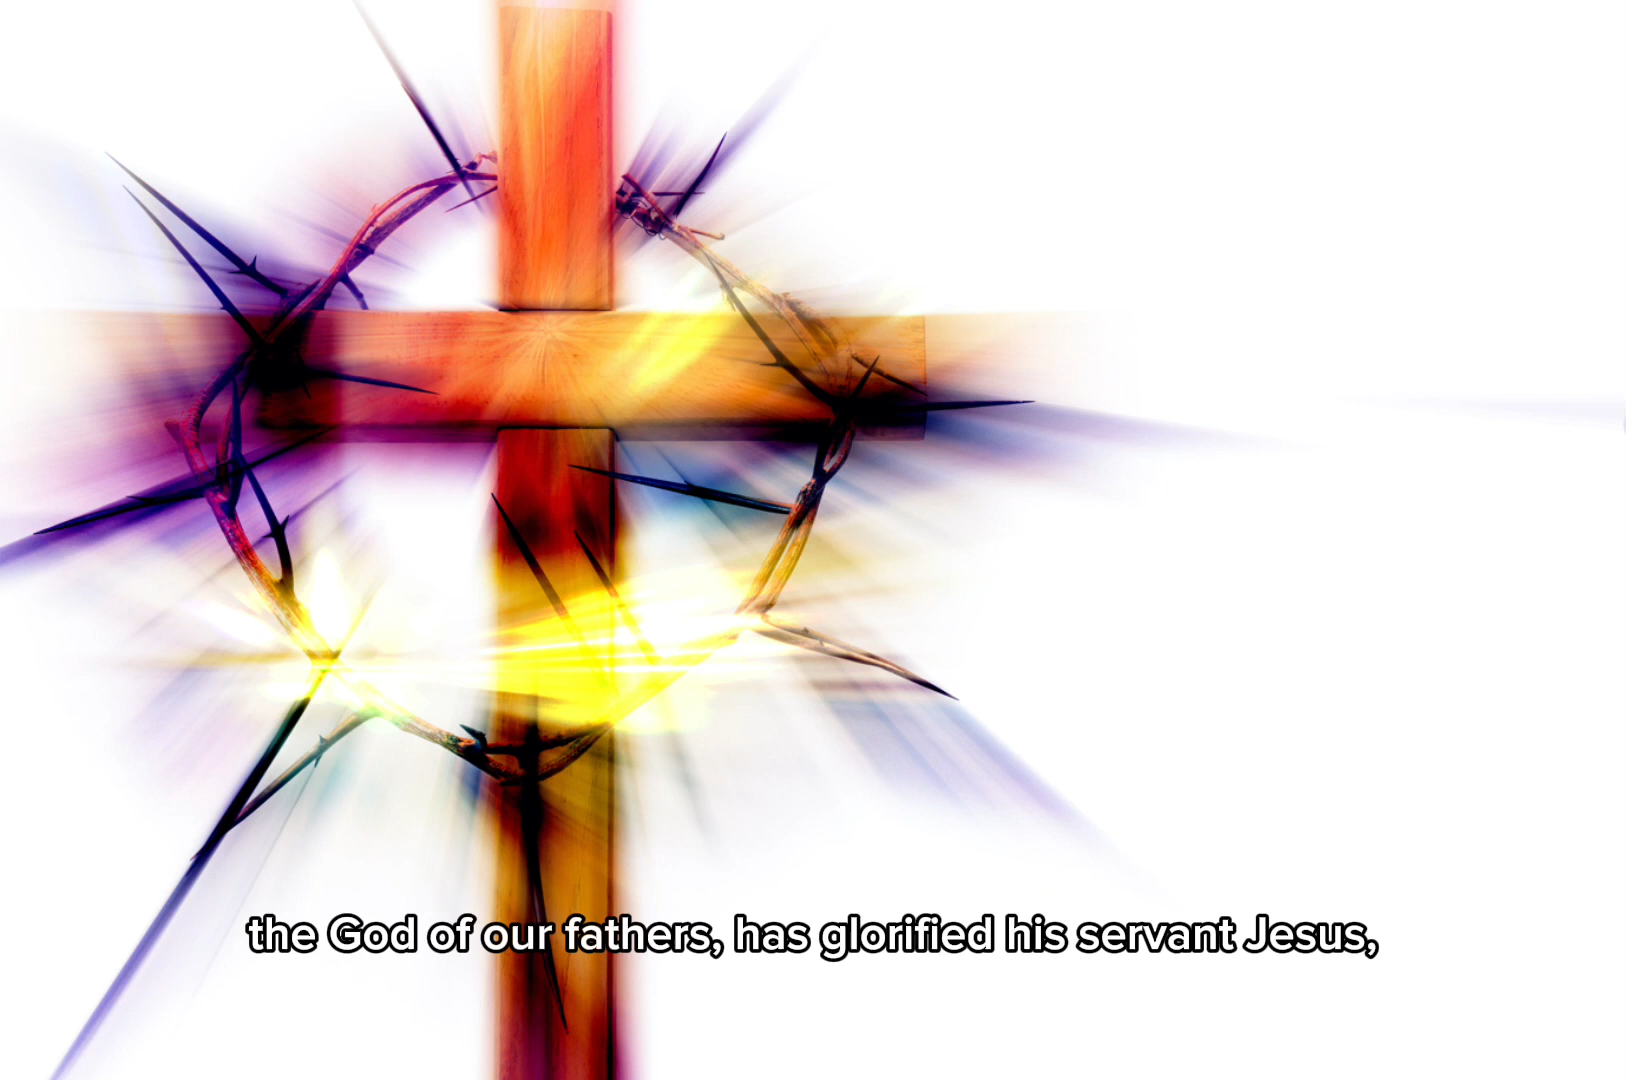 the God of our fathers, has glorified his servant Jesus,